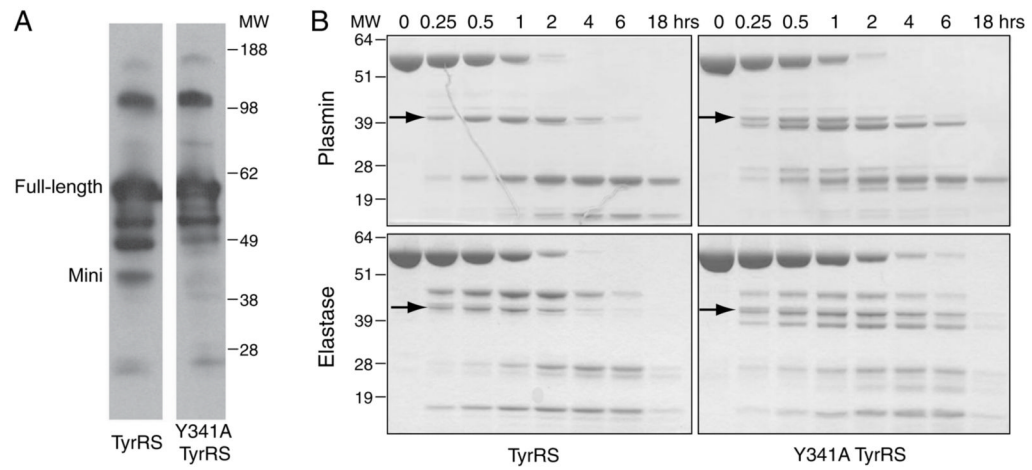 A
MW
188
98
Full-length
62
49
Mini
38
28
TyrRS
Y341A
TyrRS
B
MW 0 0.25 0.5 1 2 4 6 18 hrs 0 0.25 0.5 1 2 4 6 18 hrs
64
51
Plasmin
39
28
19
64
51
Elastase
39
28
19
TyrRS
Y341A TyrRS